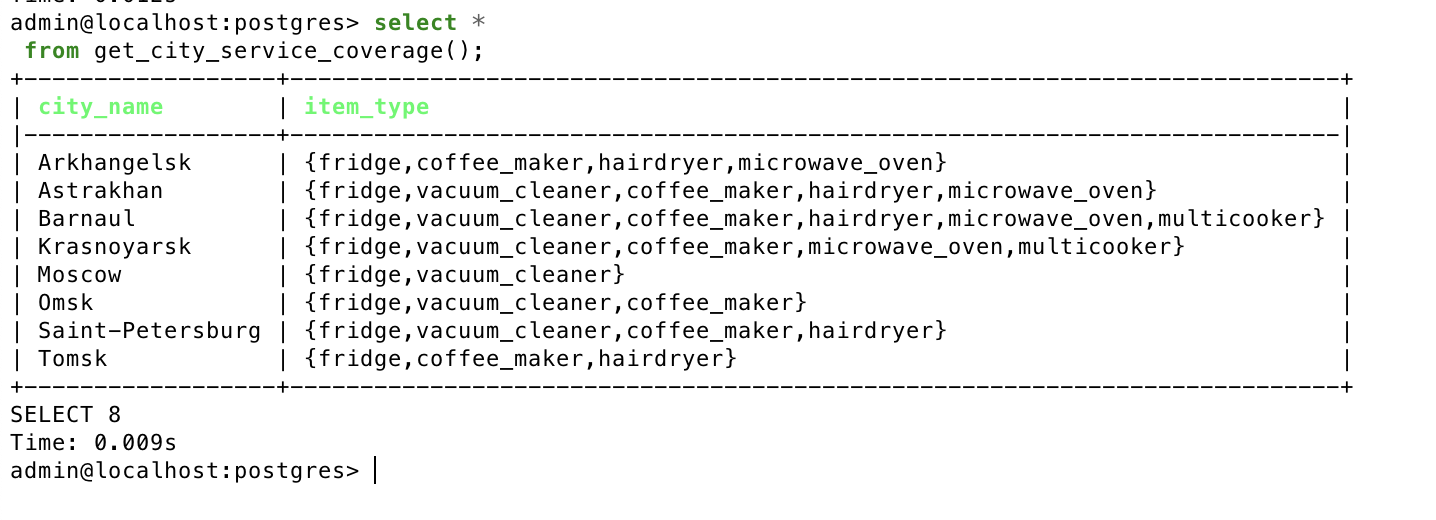 admin@localhost:postgres> select *
 from get_city_service_coverage();
+------------------+---------------------------------------------------------------------------+
| city_name        | item_type                                                                 |
|------------------+---------------------------------------------------------------------------|
| Arkhangelsk      | {fridge,coffee_maker,hairdryer,microwave_oven}                            |
| Astrakhan        | {fridge,vacuum_cleaner,coffee_maker,hairdryer,microwave_oven}             |
| Barnaul          | {fridge,vacuum_cleaner,coffee_maker,hairdryer,microwave_oven,multicooker} |
| Krasnoyarsk      | {fridge,vacuum_cleaner,coffee_maker,microwave_oven,multicooker}           |
| Moscow           | {fridge,vacuum_cleaner}                                                   |
| Omsk             | {fridge,vacuum_cleaner,coffee_maker}                                      |
| Saint-Petersburg | {fridge,vacuum_cleaner,coffee_maker,hairdryer}                            |
| Tomsk            | {fridge,coffee_maker,hairdryer}                                           |
+------------------+---------------------------------------------------------------------------+
SELECT 8
Time: 0.009s
admin@localhost:postgres>